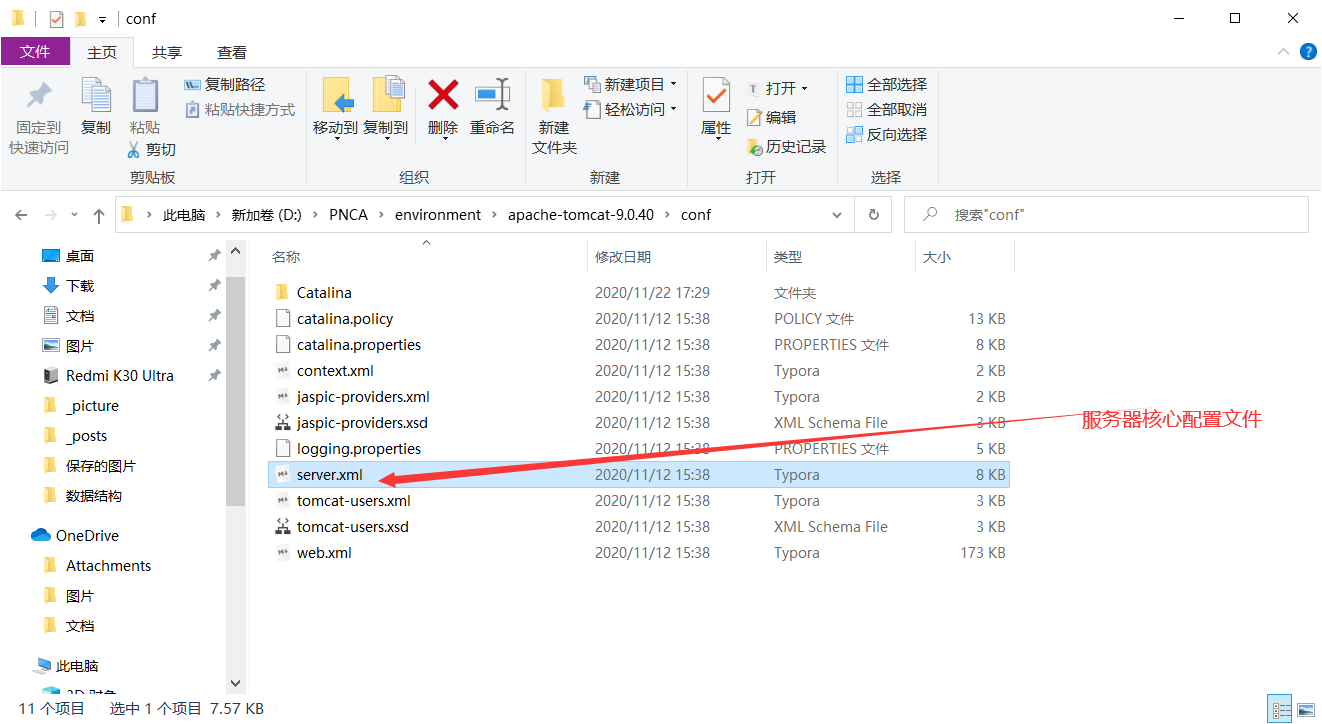 conf
文件 主页 共享 查看
固定到快速访问
复制
粘贴
复制路径
粘贴快捷方式
剪切
剪贴板
移动到 复制到 删除 重命名
组织
新建文件夹
新建项目
轻松访问
新建
属性
打开
编辑
历史记录
打开
全部选择
全部取消
反向选择
选择
此电脑 新加卷 (D:) PNCA environment apache-tomcat-9.0.40 conf
搜索"conf"
桌面
下载
文档
图片
Redmi K30 Ultra
_picture
_posts
保存的图片
数据结构
OneDrive
Attachments
图片
文档
此电脑
3D 对象
名称 修改日期 类型 大小
Catalina 2020/11/22 17:29 文件夹
catalina.policy 2020/11/12 15:38 POLICY 文件 13 KB
catalina.properties 2020/11/12 15:38 PROPERTIES 文件 8 KB
context.xml 2020/11/12 15:38 Typora 2 KB
jaspic-providers.xml 2020/11/12 15:38 Typora 2 KB
jaspic-providers.xsd 2020/11/12 15:38 XML Schema File 3 KB
logging.properties 2020/11/12 15:38 PROPERTIES 文件 5 KB
server.xml 2020/11/12 15:38 Typora 8 KB
tomcat-users.xml 2020/11/12 15:38 Typora 3 KB
tomcat-users.xsd 2020/11/12 15:38 XML Schema File 3 KB
web.xml 2020/11/12 15:38 Typora 173 KB
服务器核心配置文件
11 个项目 选中 1 个项目 7.57 KB